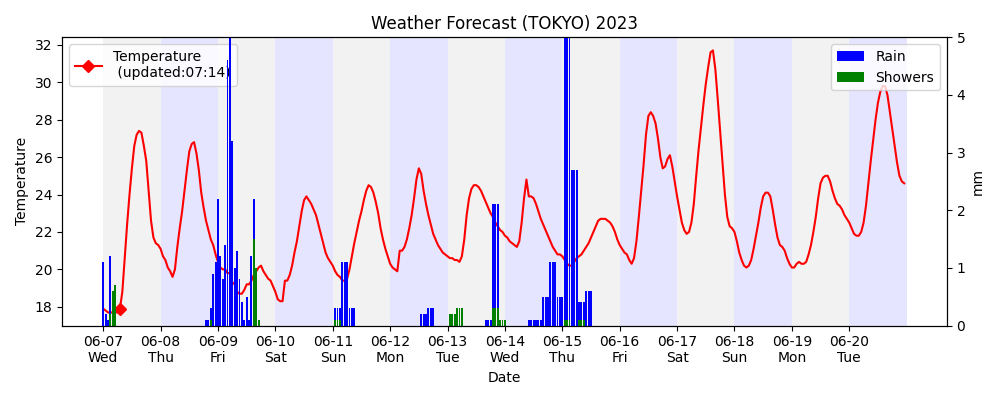 Weather Forecast (TOKYO) 2023
Temperature
(updated:07:14)
Rain
Showers
Temperature
32
30
28
26
24
22
20
18
5
4
3
2
1
0
mm
06-07 06-08 06-09 06-10 06-11 06-12 06-13 06-14 06-15 06-16 06-17 06-18 06-19 06-20
Wed Thu Fri Sat Sun Mon Tue Wed Thu Fri Sat Sun Mon Tue
Date